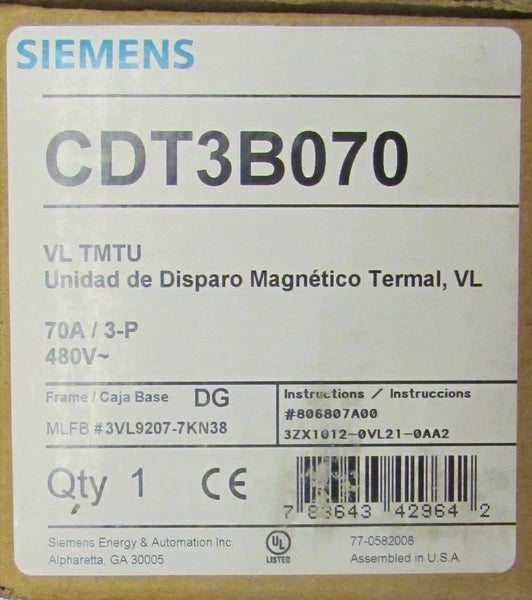 SIEMENS
CDT3B070
VL TMTU
Unidad de Disparo Magnético Termal, VL
70A / 3-P
480V~
Frame / Caja Base DG
MLFB #3VL9207-7KN38
Instructions / Instruccions
#806807A00
3ZX1012-0VL21-0AA2
Qty 1 CE
7 83643 42964 2
Siemens Energy & Automation Inc.
Alpharetta, GA 30005
UL
LISTED
77-0582008
Assembled in U.S.A.